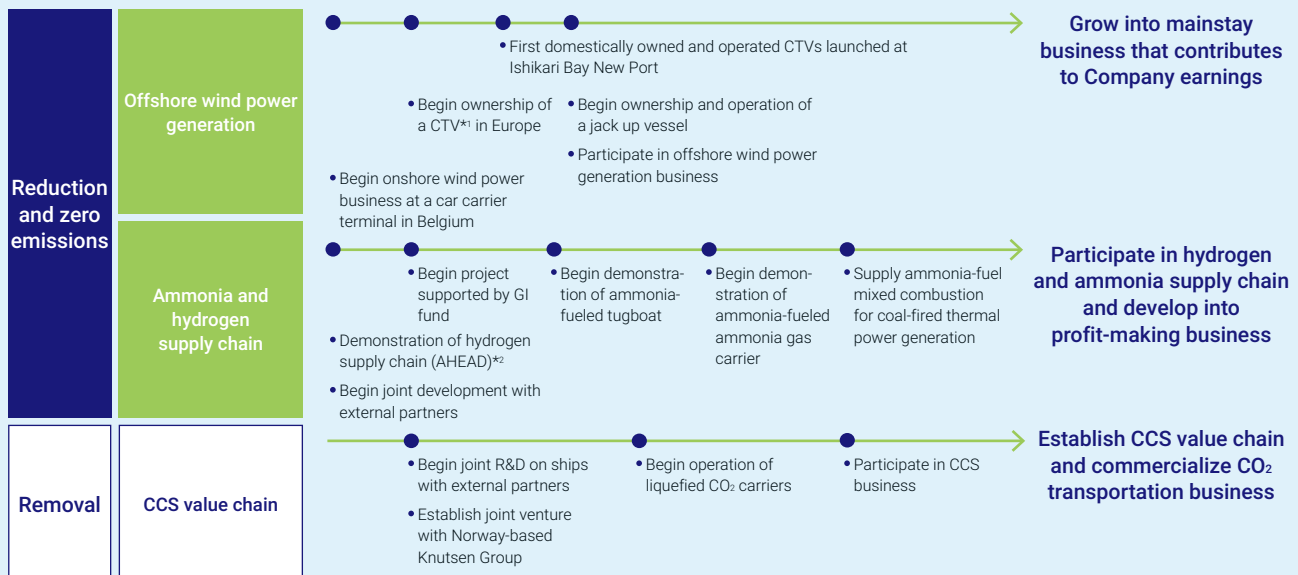 Reduction
and zero
emissions
Offshore wind power
generation
• First domestically owned and operated CTVs launched at
Ishikari Bay New Port
• Begin ownership of
a CTV*1 in Europe
• Begin ownership and operation of
a jack up vessel
• Participate in offshore wind power
generation business
• Begin onshore wind power
business at a car carrier
terminal in Belgium
Grow into mainstay
business that contributes
to Company earnings
Ammonia and
hydrogen
supply chain
• Begin project
supported by GI
fund
• Demonstration of hydrogen
supply chain (AHEAD)*2
• Begin joint development with
external partners
• Begin demonstra-
tion of ammonia-
fueled tugboat
• Begin demon-
stration of
ammonia-fueled
ammonia gas
carrier
• Supply ammonia-fuel
mixed combustion
for coal-fired thermal
power generation
Participate in hydrogen
and ammonia supply chain
and develop into
profit-making business
Removal
CCS value chain
• Begin joint R&D on ships
with external partners
• Establish joint venture
with Norway-based
Knutsen Group
• Begin operation of
liquefied CO2 carriers
• Participate in CCS
business
Establish CCS value chain
and commercialize CO2
transportation business